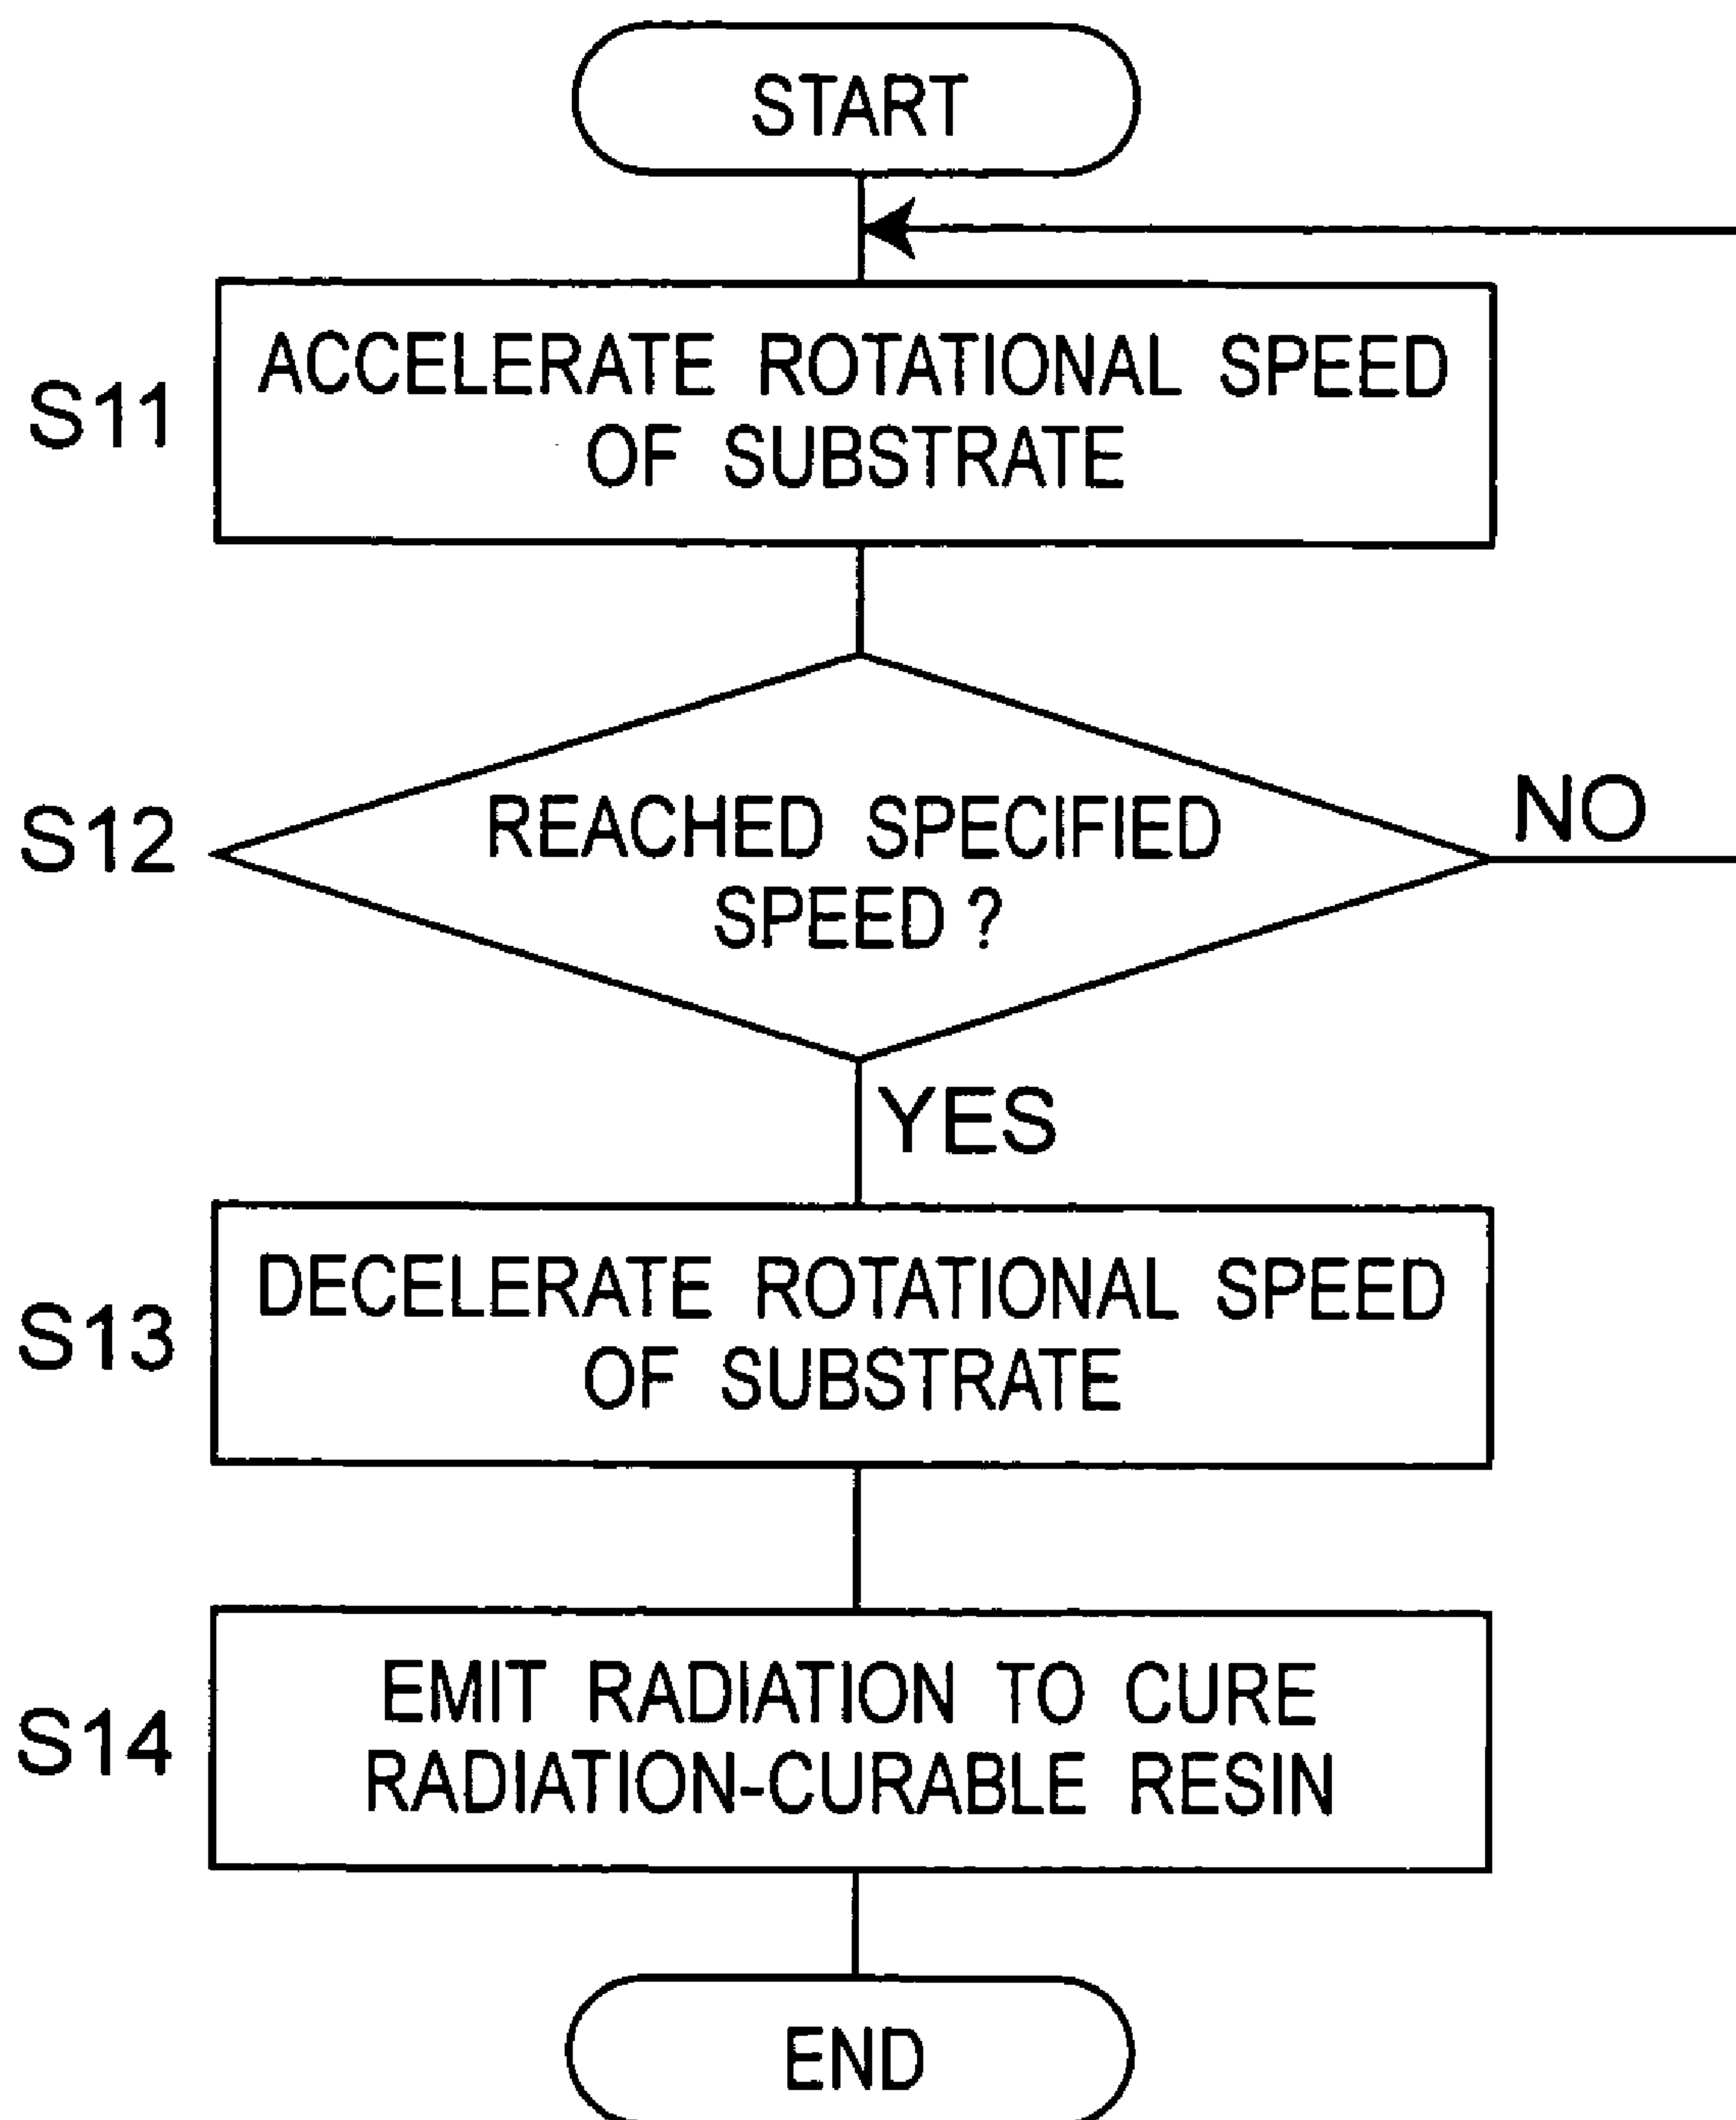 START
S11
ACCELERATE ROTATIONAL SPEED
OF SUBSTRATE
S12
REACHED SPECIFIED
SPEED ?
NO
YES
S13
DECELERATE ROTATIONAL SPEED
OF SUBSTRATE
S14
EMIT RADIATION TO CURE
RADIATION-CURABLE RESIN
END